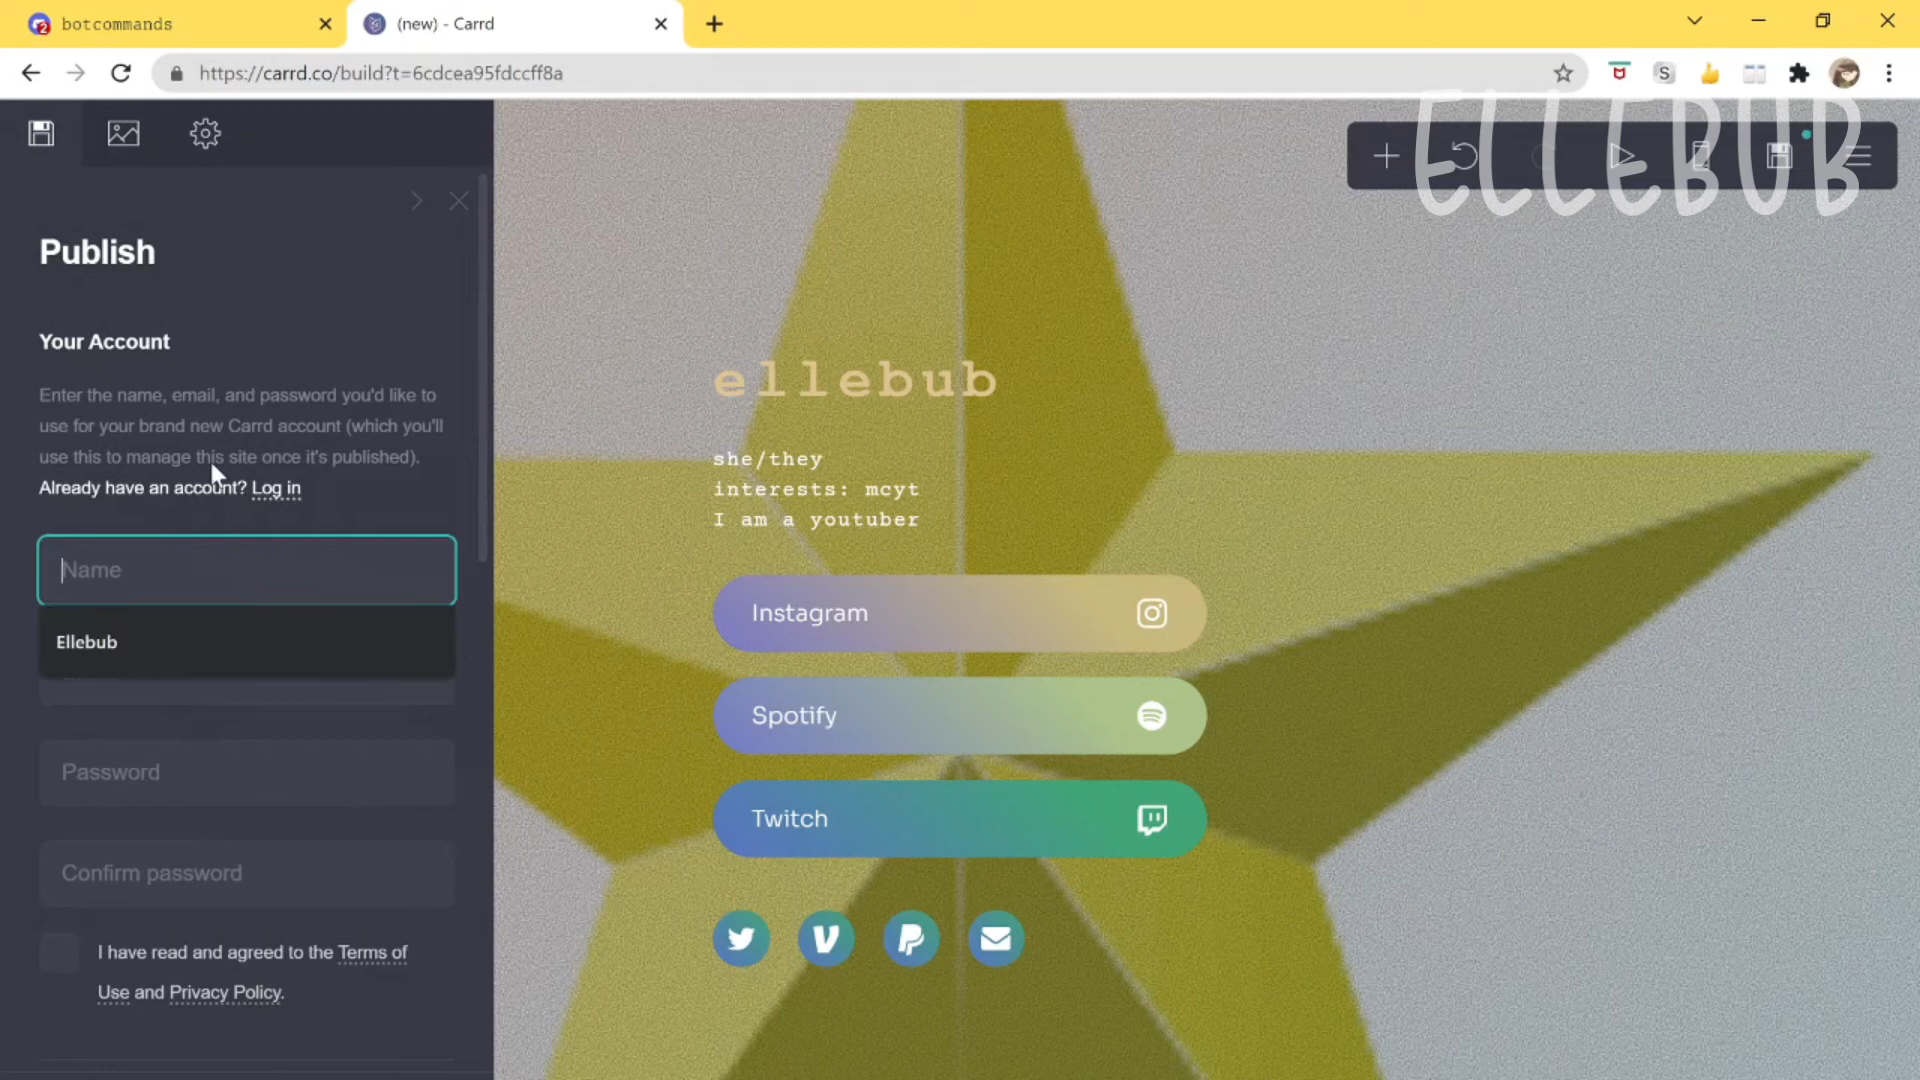 botcommands
(new) - Carrd
https://carrd.co/build?t=6cdcea95fdccff8a
ELLEBUB
Publish
Your Account
Enter the name, email, and password you'd like to
use for your brand new Carrd account (which you'll
use this to manage this site once it's published).
Already have an account? Log in
Name
Ellebub
Password
Confirm password
I have read and agreed to the Terms of
Use and Privacy Policy.
ellebub
she/they
interests: mcyt
I am a youtuber
Instagram
Spotify
Twitch